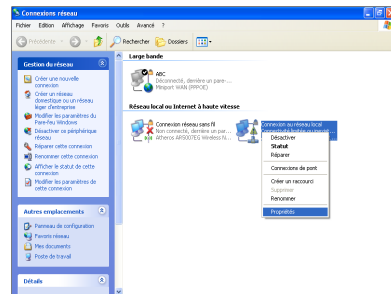 Connexions réseau
Fichier Edition Affichage Favoris Outils Avancé ?
Précédente Rechercher Dossiers
Gestion du réseau
Créer une nouvelle connexion
Créer un réseau domestique ou un réseau léger d'entreprise
Modifier les paramètres du Pare-feu Windows
Désactiver ce périphérique réseau
Réparer cette connexion
Renommer cette connexion
Afficher le statut de cette connexion
Modifier les paramètres de cette connexion
Autres emplacements
Panneau de configuration
Favoris réseau
Mes documents
Poste de travail
Détails
Large bande
ABC
Déconnecté, derrière un pare-...
Miniport WAN (PPPOE)
Réseau local ou Internet à haute vitesse
Connexion réseau sans fil
Non connecté, derrière un par...
Atheros AR5007EG Wireless N...
Connexion au réseau local
Connectivité limitée ou
Désactiver
Statut
Réparer
Connexions de pont
Créer un raccourci
Supprimer
Renommer
Propriétés